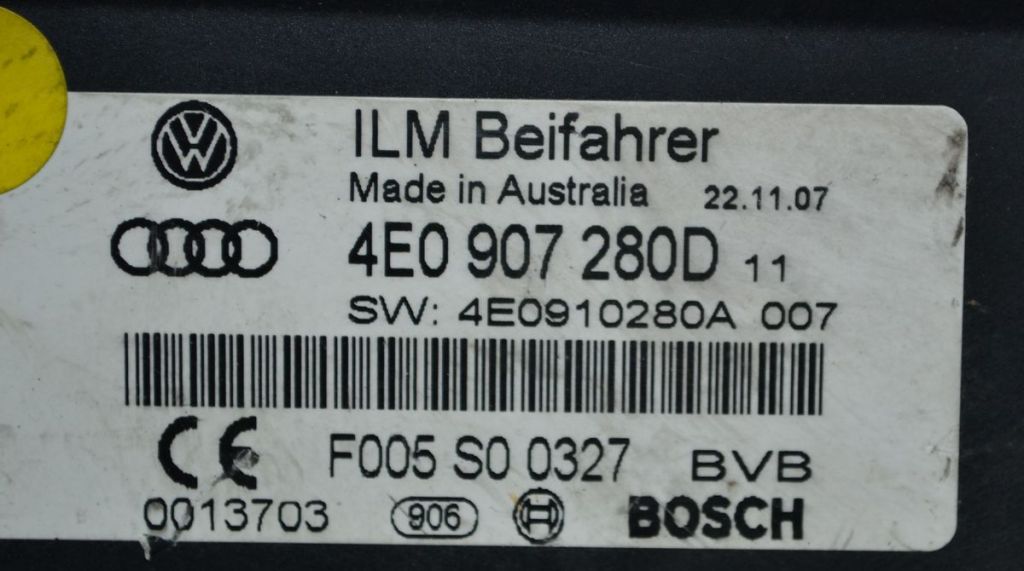 ILM Beifahrer
Made in Australia 22.11.07
4E0 907 280D 11
SW: 4E0910280A 007
CE F005 S0 0327 BVB
0013703 906 BOSCH